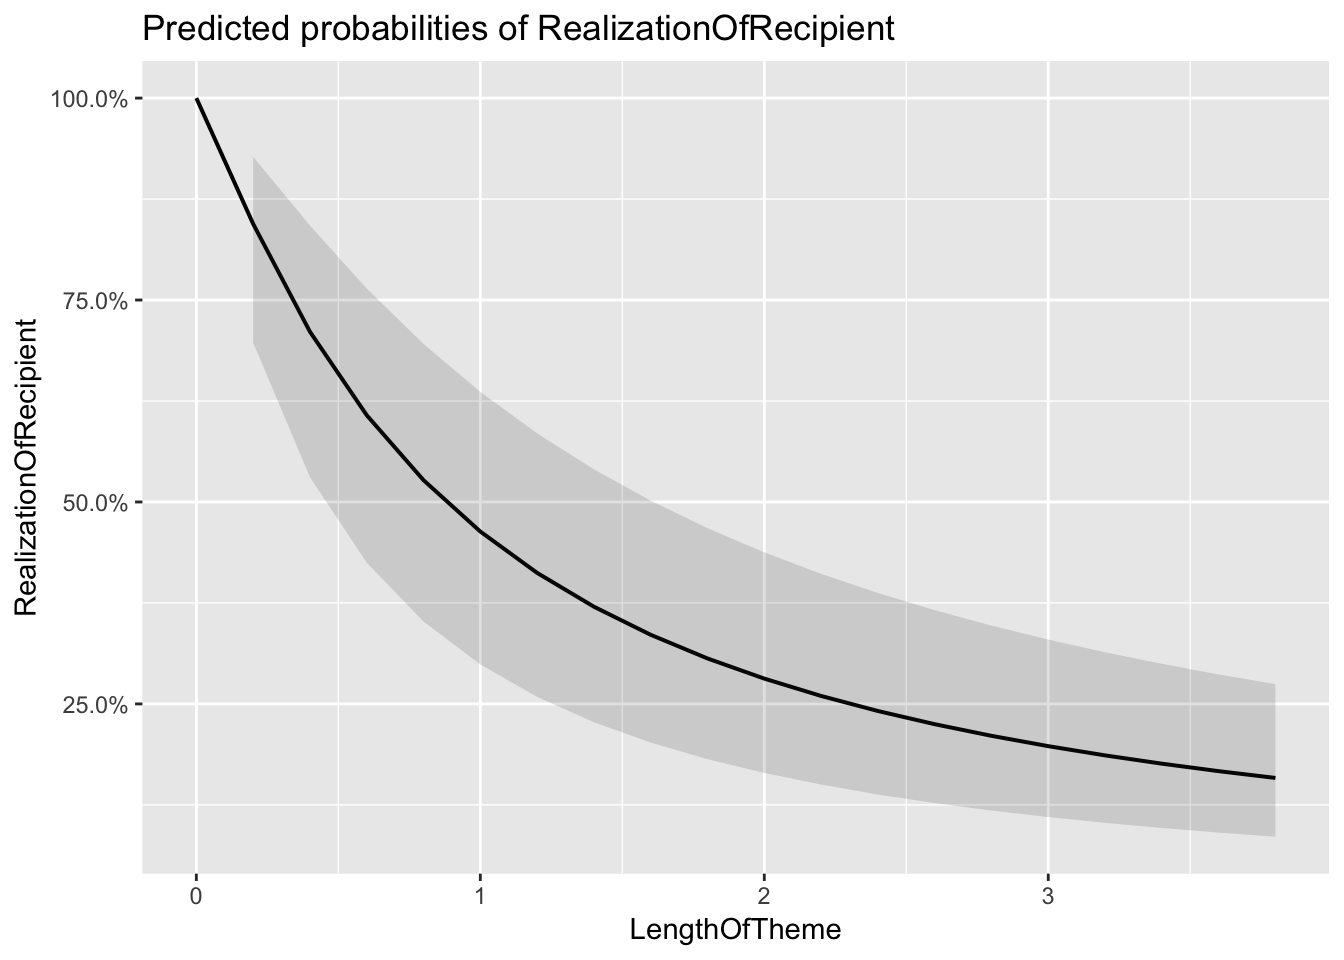 Predicted probabilities of RealizationOfRecipient
100.0%
75.0%
50.0%
25.0%
RealizationOfRecipient
0 1 2 3
LengthOfTheme